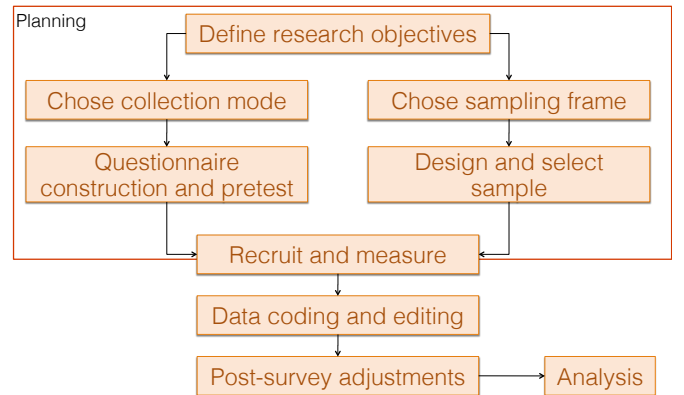 Planning
Define research objectives
Chose collection mode
Chose sampling frame
Questionnaire
construction and pretest
Design and select
sample
Recruit and measure
Data coding and editing
Post-survey adjustments
Analysis